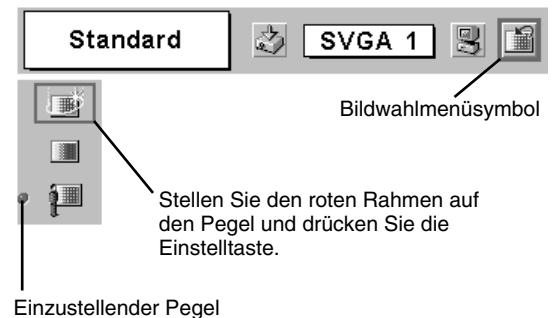 Standard
SVGA 1
Bildwahlmenüsymbol
Stellen Sie den roten Rahmen auf
den Pegel und drücken Sie die
Einstelltaste.
Einzustellender Pegel